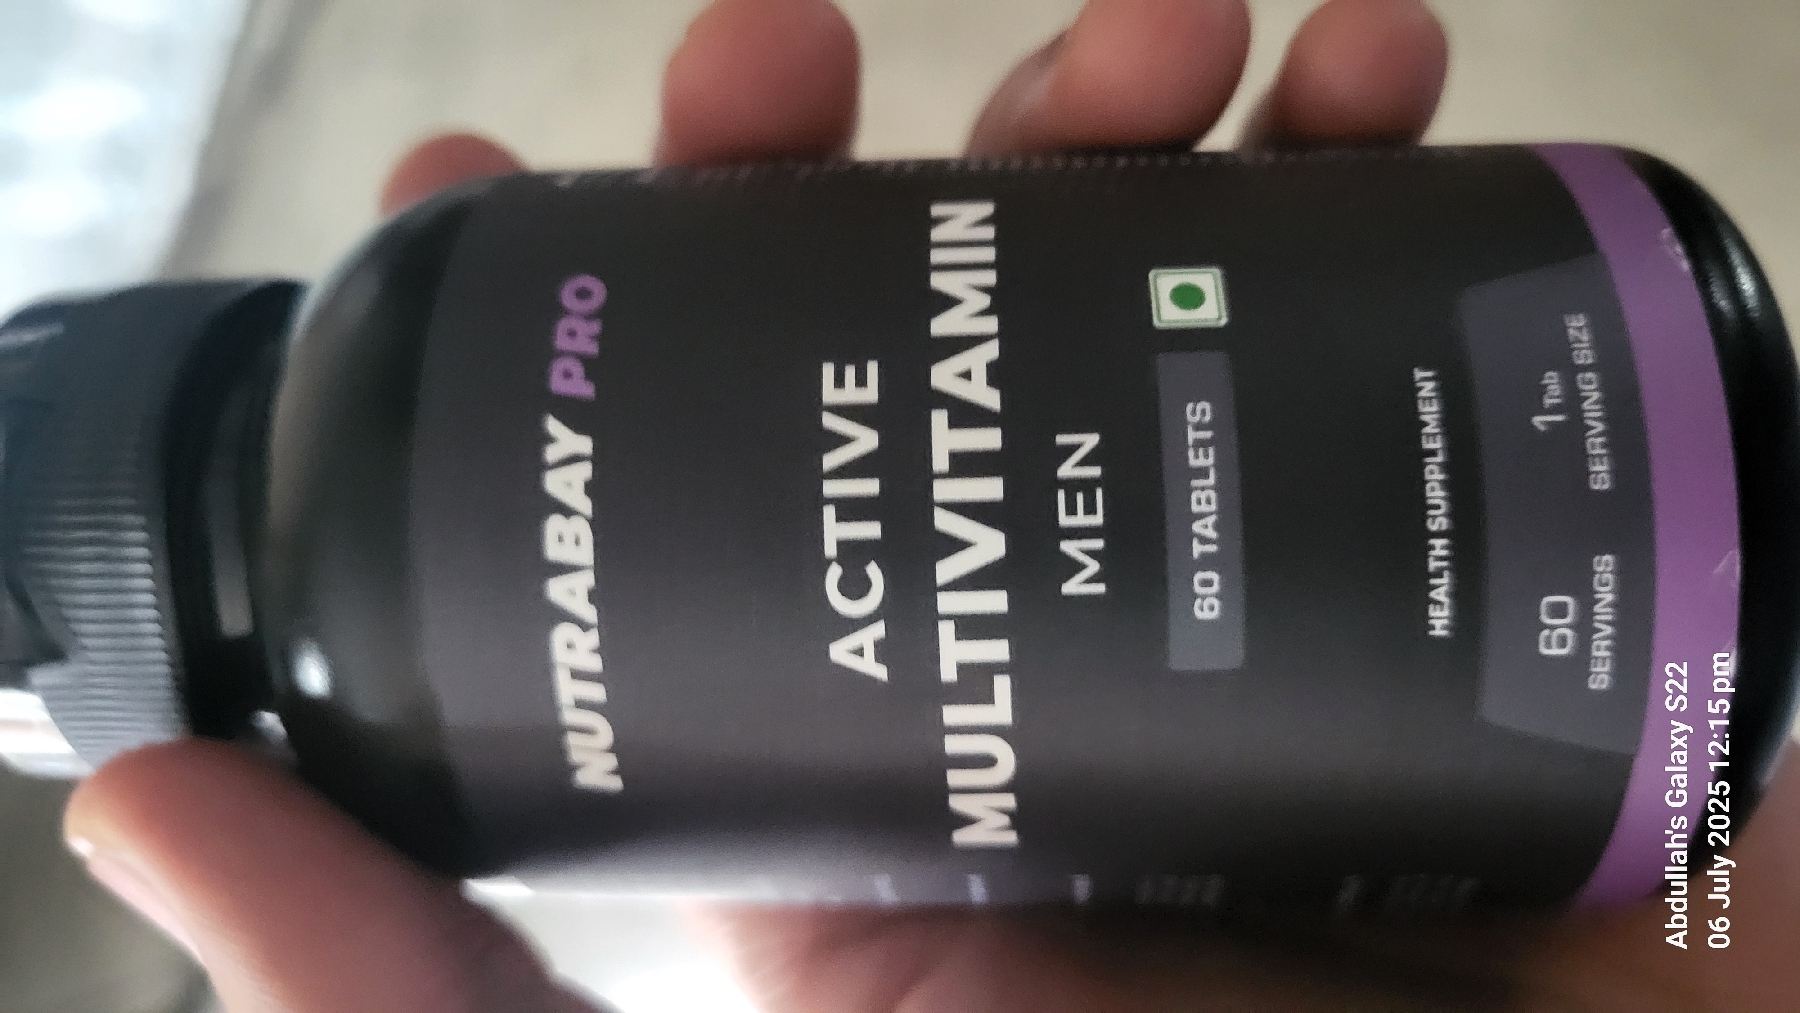 NUTRABAY PRO
ACTIVE
MULTIVITAMIN
MEN
60 TABLETS
HEALTH SUPPLEMENT
60
SERVINGS
1 Tab
SERVING SIZE
Abdullah's Galaxy S22
06 July 2025 12:15 pm